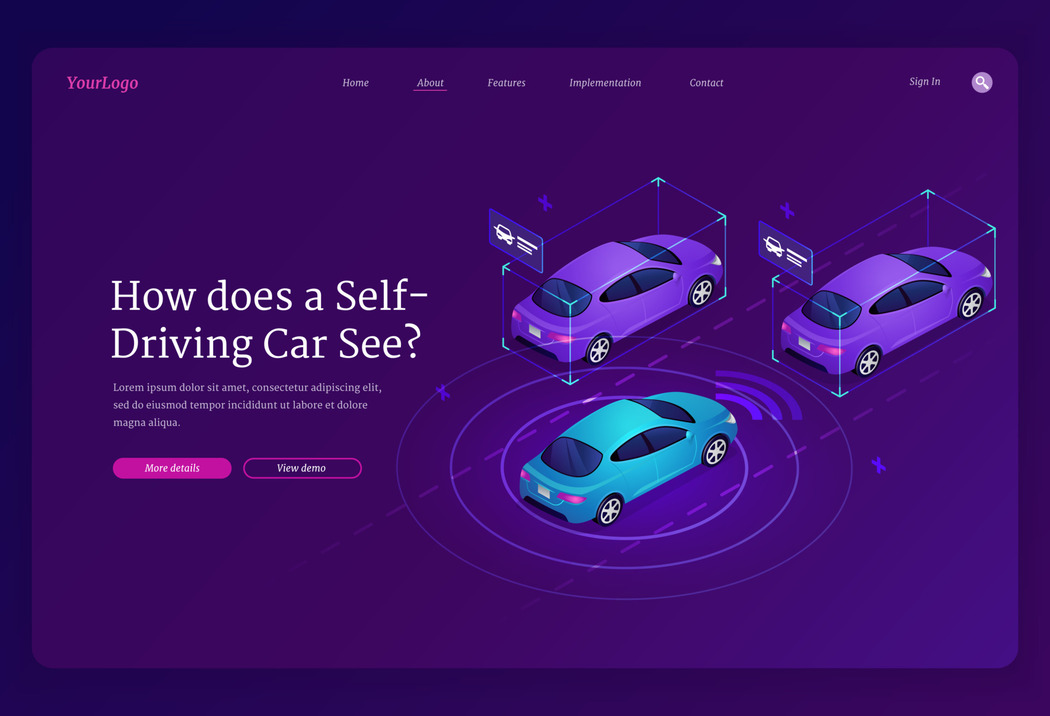 YourLogo
Home
About
Features
Implementation
Contact
Sign In
How does a Self-
Driving Car See?
Lorem ipsum dolor sit amet, consectetur adipiscing elit,
sed do eiusmod tempor incididunt ut labore et dolore
magna aliqua.
More details
View demo